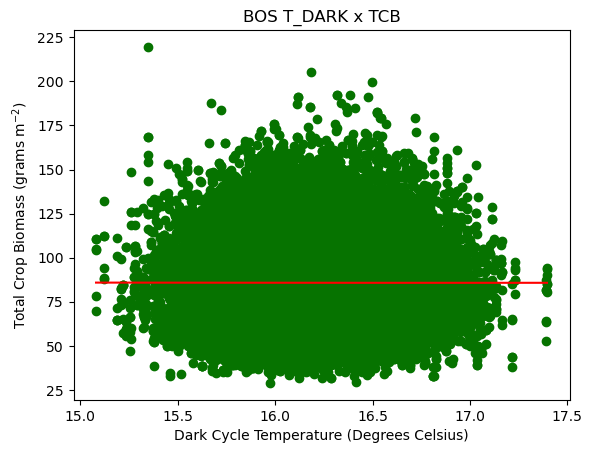 BOS T_DARK x TCB
225
200
175
150
125
100
75
50
25
Total Crop Biomass (grams m⁻²)
15.0 15.5 16.0 16.5 17.0 17.5
Dark Cycle Temperature (Degrees Celsius)